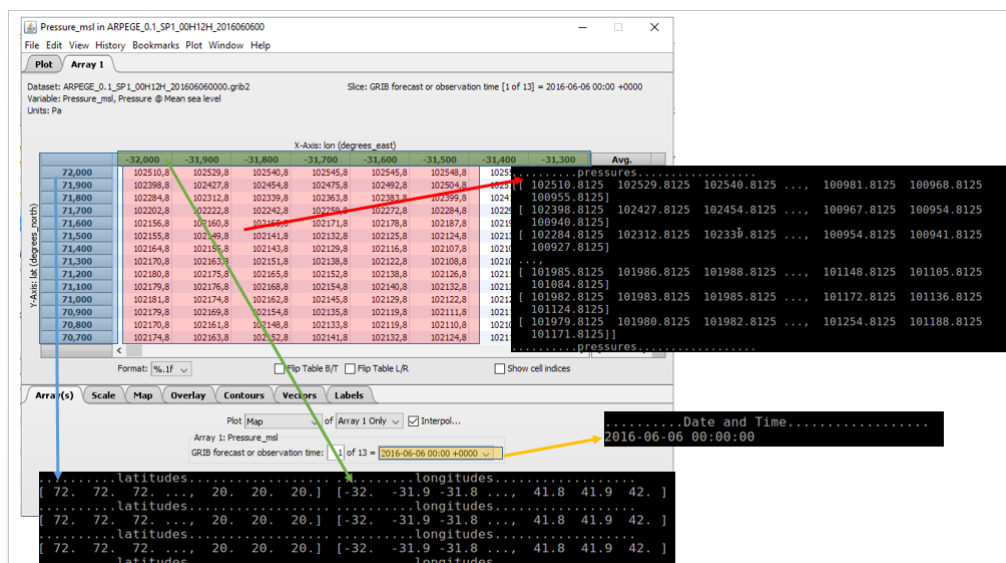 Pressure_msl in ARPEGE_0.1_SP1_00H12H_2016060600
File Edit View History Bookmarks Plot Window Help
Plot Array 1
Dataset: ARPEGE_0.1_SP1_00H12H_201606060000.grib2 Slice: GRIB forecast or observation time [1 of 13] = 2016-06-06 00:00 +0000
Variable: Pressure_msl, Pressure @ Mean sea level
Units: Pa
X-Axis: lon (degrees_east)
Y-Axis: lat (degrees_north)
-32,000 -31,900 -31,800 -31,700 -31,600 -31,500 -31,400 -31,300 Avg.
72,000 102510,8 102529,8 102540,8 102545,8 102545,8 102548,8
71,900 102398,8 102427,8 102454,8 102475,8 102492,8 102504,8
71,800 102284,8 102312,8 102339,8 102363,8 102383,8 102399,8
71,700 102202,8 102222,8 102242,8 102259,8 102272,8 102284,8
71,600 102156,8 102160,8 102171,8 102178,8 102187,8
71,500 102155,8 102149,8 102141,8 102132,8 102125,8 102124,8
71,400 102164,8 102143,8 102129,8 102116,8 102107,8
71,300 102170,8 102163,8 102151,8 102138,8 102122,8 102108,8
71,200 102180,8 102175,8 102165,8 102152,8 102138,8 102126,8
71,100 102179,8 102176,8 102168,8 102154,8 102140,8 102132,8
71,000 102181,8 102174,8 102162,8 102145,8 102129,8 102122,8
70,900 102179,8 102169,8 102154,8 102135,8 102119,8 102111,8
70,800 102170,8 102161,8 102148,8 102133,8 102119,8 102110,8
70,700 102174,8 102163,8 102152,8 102141,8 102132,8 102124,8
..........pressures.................
[[ 102510.8125 102529.8125 102540.8125 ..., 100981.8125 100968.8125
100955.8125]
[ 102398.8125 102427.8125 102454.8125 ..., 100967.8125 100954.8125
100940.8125]
[ 102284.8125 102312.8125 102339.8125 ..., 100954.8125 100941.8125
100927.8125]
...,
[ 101985.8125 101986.8125 101988.8125 ..., 101148.8125 101105.8125
101084.8125]
[ 101982.8125 101983.8125 101985.8125 ..., 101172.8125 101136.8125
101124.8125]
[ 101979.8125 101980.8125 101982.8125 ..., 101254.8125 101188.8125
101171.8125]]
..........pressures.................
Format: %.1f Flip Table B/T Flip Table L/R Show cell indices
Array(s) Scale Map Overlay Contours Vectors Labels
Plot Map of Array 1 Only Interpol...
Array 1: Pressure_msl
GRIB forecast or observation time: 1 of 13 = 2016-06-06 00:00 +0000
..........Date and Time.................
2016-06-06 00:00:00
..........latitudes.................. ..........longitudes.................
[ 72. 72. 72. ..., 20. 20. 20.] [-32. -31.9 -31.8 ..., 41.8 41.9 42. ]
..........latitudes.................. ..........longitudes.................
[ 72. 72. 72. ..., 20. 20. 20.] [-32. -31.9 -31.8 ..., 41.8 41.9 42. ]
..........latitudes.................. ..........longitudes.................
[ 72. 72. 72. ..., 20. 20. 20.] [-32. -31.9 -31.8 ..., 41.8 41.9 42. ]
..........latitudes.................. ..........longitudes.................